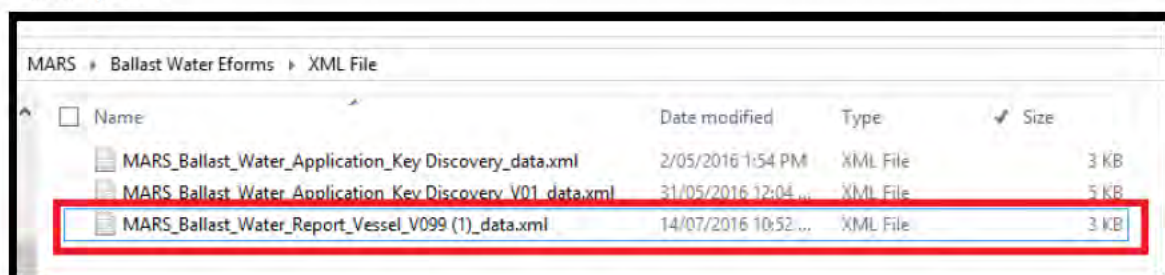 MARS ▸ Ballast Water Eforms ▸ XML File
Name Date modified Type Size
MARS_Ballast_Water_Application_Key Discovery_data.xml 2/05/2016 1:54 PM XML File 3 KB
MARS_Ballast_Water_Application_Key Discovery_V01_data.xml 31/05/2016 12:04 ... XML File 5 KB
MARS_Ballast_Water_Report_Vessel_V099 (1)_data.xml 14/07/2016 10:52 ... XML File 3 KB